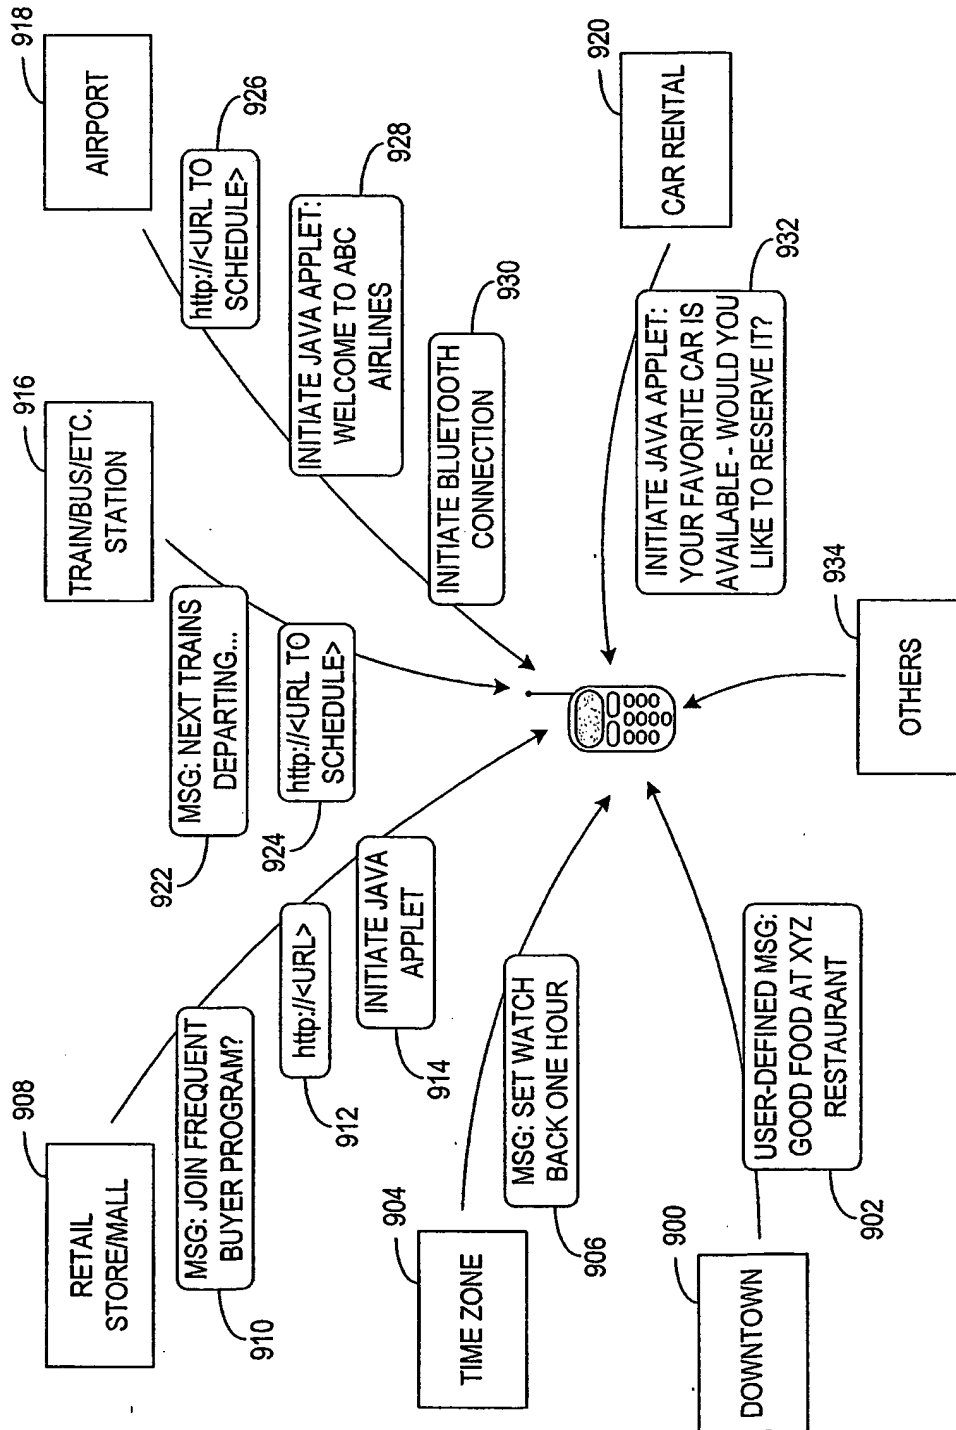 908
RETAIL
STORE/MALL
MSG: JOIN FREQUENT
BUYER PROGRAM?
910
http://<URL>
912
INITIATE JAVA
APPLET
914
916
TRAIN/BUS/ETC.
STATION
MSG: NEXT TRAINS
DEPARTING...
922
http://<URL TO
SCHEDULE>
924
918
AIRPORT
http://<URL TO
SCHEDULE>
926
INITIATE JAVA APPLET:
WELCOME TO ABC
AIRLINES
928
INITIATE BLUETOOTH
CONNECTION
930
904
TIME ZONE
MSG: SET WATCH
BACK ONE HOUR
906
900
DOWNTOWN
USER-DEFINED MSG:
GOOD FOOD AT XYZ
RESTAURANT
902
920
CAR RENTAL
INITIATE JAVA APPLET:
YOUR FAVORITE CAR IS
AVAILABLE - WOULD YOU
LIKE TO RESERVE IT?
932
934
OTHERS